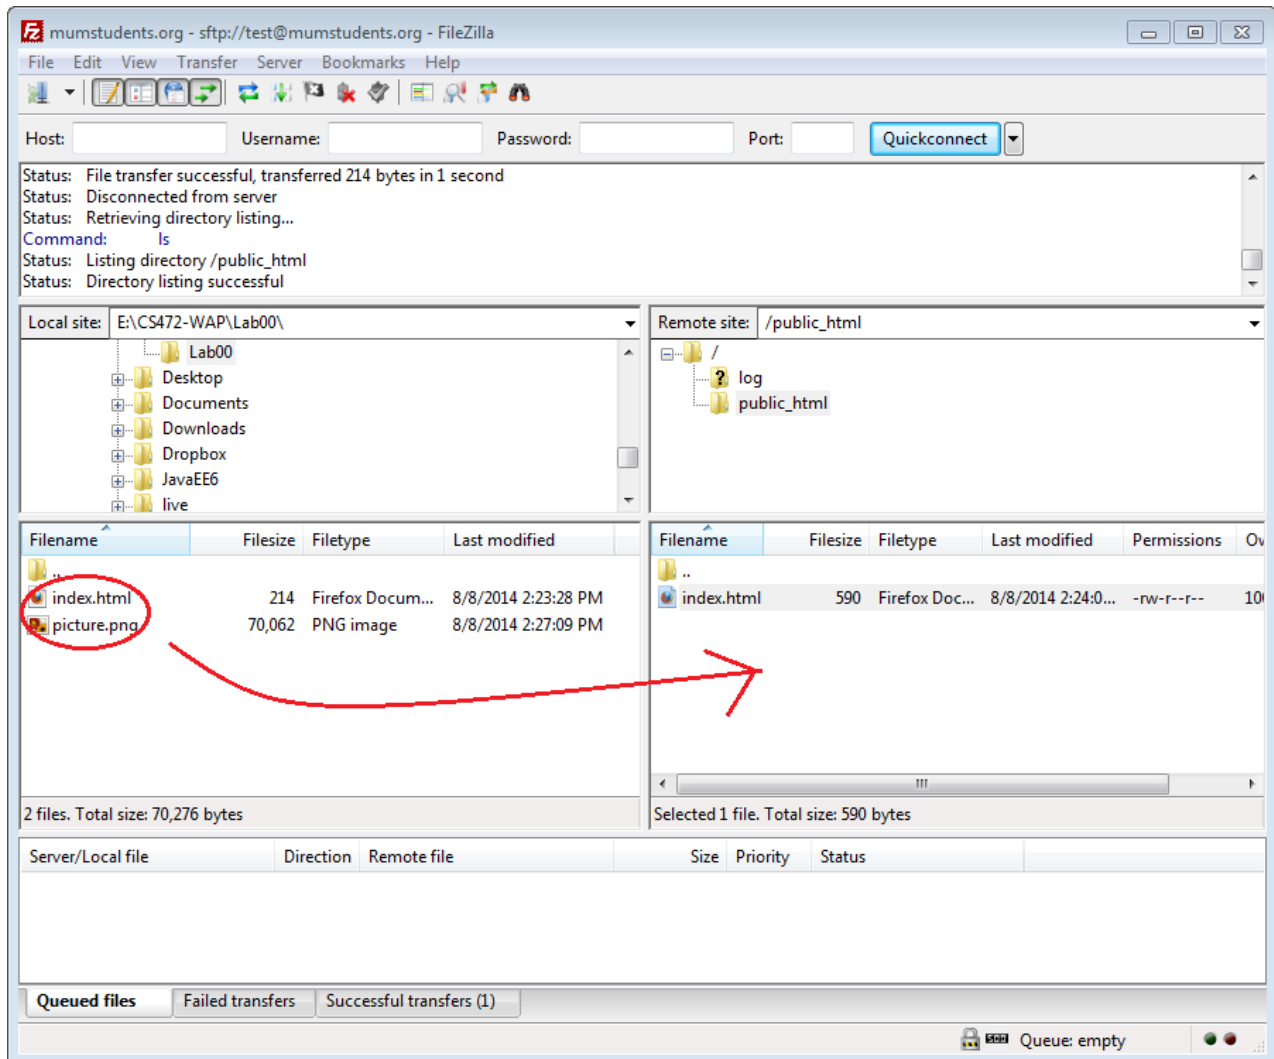 mumstudents.org - sftp://test@mumstudents.org - FileZilla
File Edit View Transfer Server Bookmarks Help
Host: Username: Password: Port: Quickconnect
Status: File transfer successful, transferred 214 bytes in 1 second
Status: Disconnected from server
Status: Retrieving directory listing...
Command: ls
Status: Listing directory /public_html
Status: Directory listing successful
Local site: E:\CS472-WAP\Lab00\
Lab00
Desktop
Documents
Downloads
Dropbox
JavaEE6
live
Remote site: /public_html
/
log
public_html
Filename Filesize Filetype Last modified
..
index.html 214 Firefox Docum... 8/8/2014 2:23:28 PM
picture.png 70,062 PNG image 8/8/2014 2:27:09 PM
2 files. Total size: 70,276 bytes
Filename Filesize Filetype Last modified Permissions Ow
..
index.html 590 Firefox Doc... 8/8/2014 2:24:0... -rw-r--r-- 100
Selected 1 file. Total size: 590 bytes
Server/Local file Direction Remote file Size Priority Status
Queued files Failed transfers Successful transfers (1)
Queue: empty